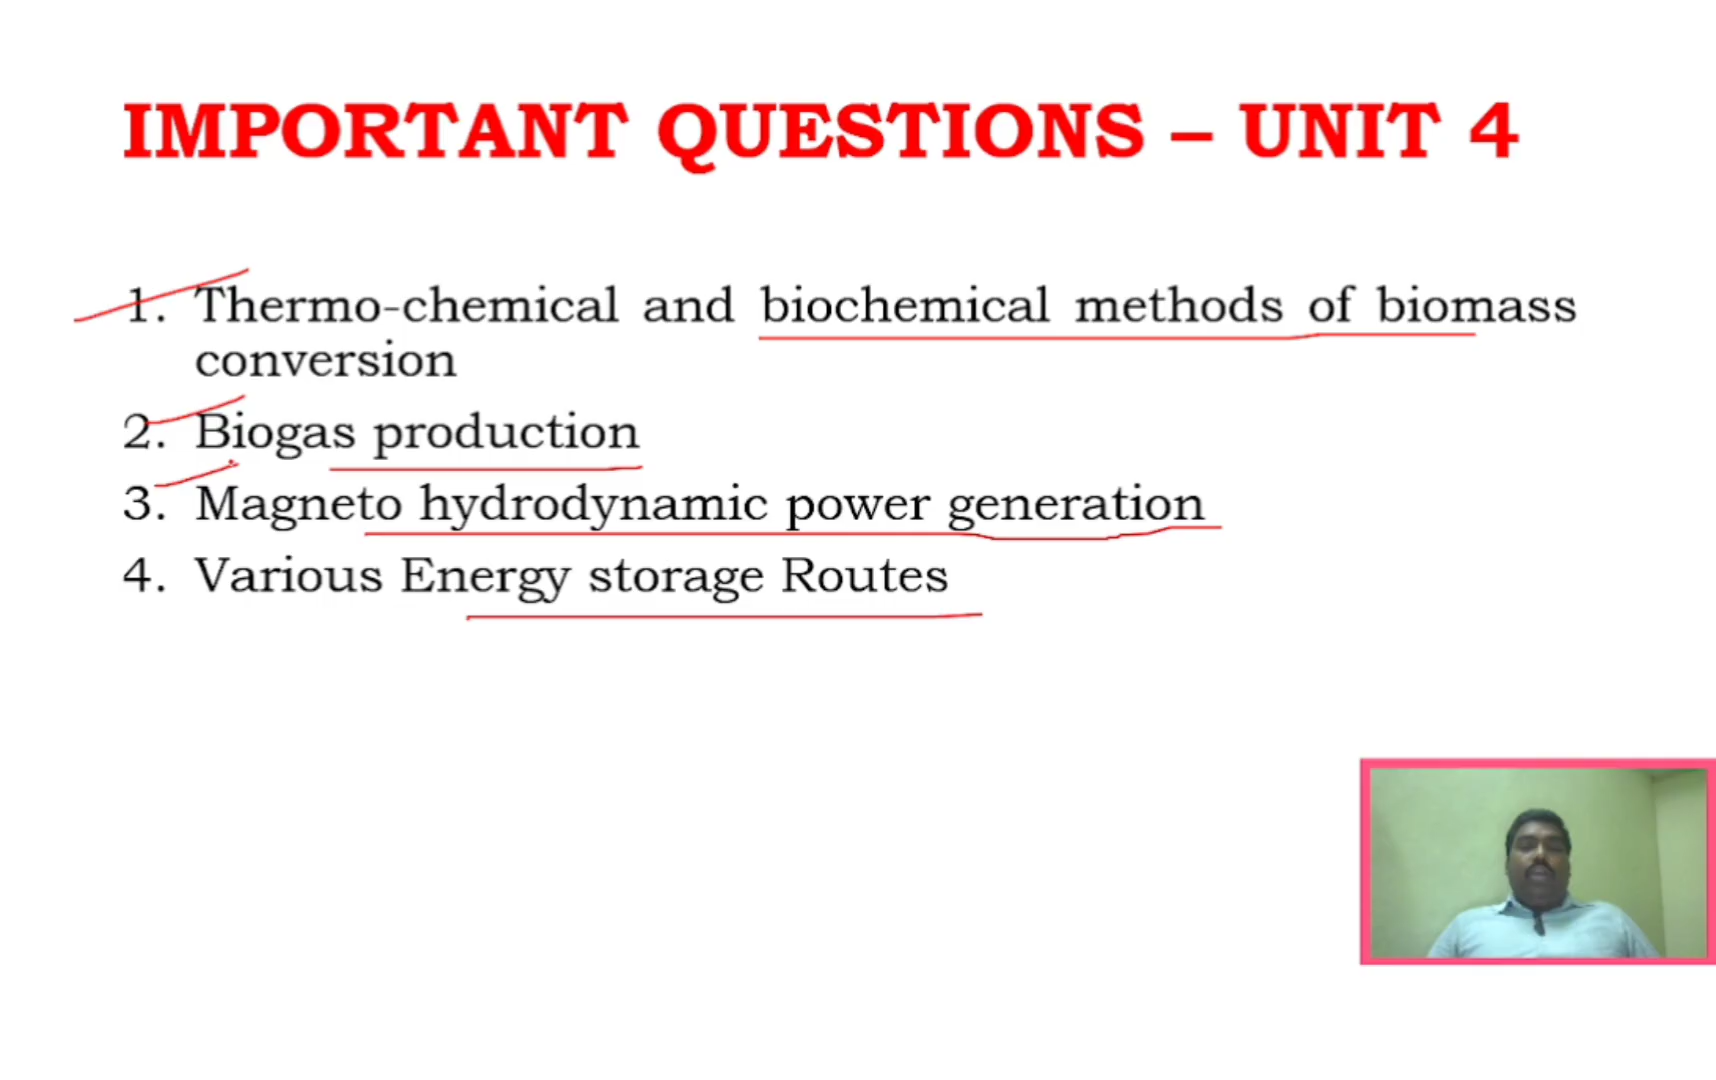 IMPORTANT QUESTIONS – UNIT 4
1. Thermo-chemical and biochemical methods of biomass
conversion
2. Biogas production
3. Magneto hydrodynamic power generation
4. Various Energy storage Routes